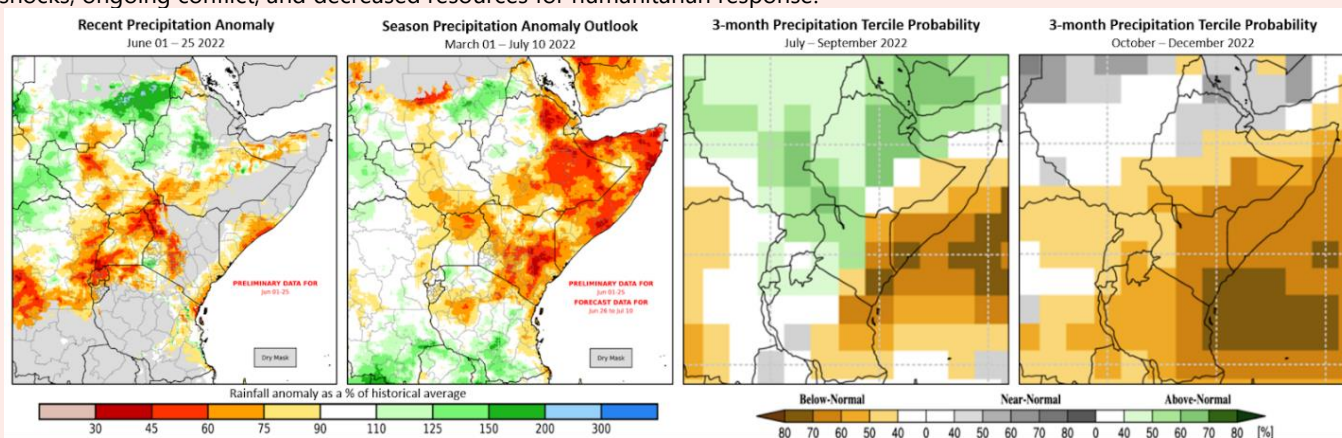 shocks, ongoing conflict, and decreased resources for humanitarian response.
Recent Precipitation Anomaly
June 01 – 25 2022
Season Precipitation Anomaly Outlook
March 01 – July 10 2022
3-month Precipitation Tercile Probability
July – September 2022
3-month Precipitation Tercile Probability
October – December 2022
PRELIMINARY DATA FOR
Jun 01-25
PRELIMINARY DATA FOR
Jun 01-25
FORECAST DATA FOR
Jun 26 to Jul 10
Dry Mask
Dry Mask
Rainfall anomaly as a % of historical average
30 45 60 75 90 110 125 150 200 300
Below-Normal Near-Normal Above-Normal
80 70 60 50 40 0 40 50 60 70 80 0 40 50 60 70 80 [%]